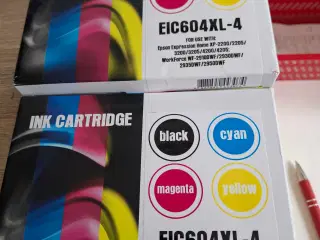 EIC604XL-4
FOR USE WITH:
Epson Expression Home XP-2200/2205/
3200/3205/4200/4205;
WorkForce WF-2910DWF/2930DWF/
2935DWF/2950DWF
INK CARTRIDGE
black
cyan
magenta
yellow
EIC604XL-4